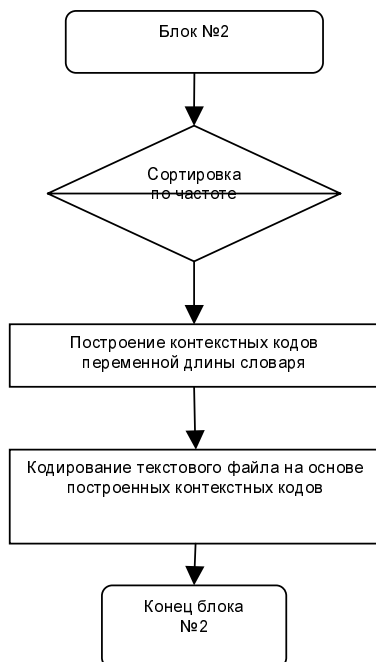 Блок №2
Сортировка
по частоте
Построение контекстных кодов
переменной длины словаря
Кодирование текстового файла на основе
построенных контекстных кодов
Конец блока
№2